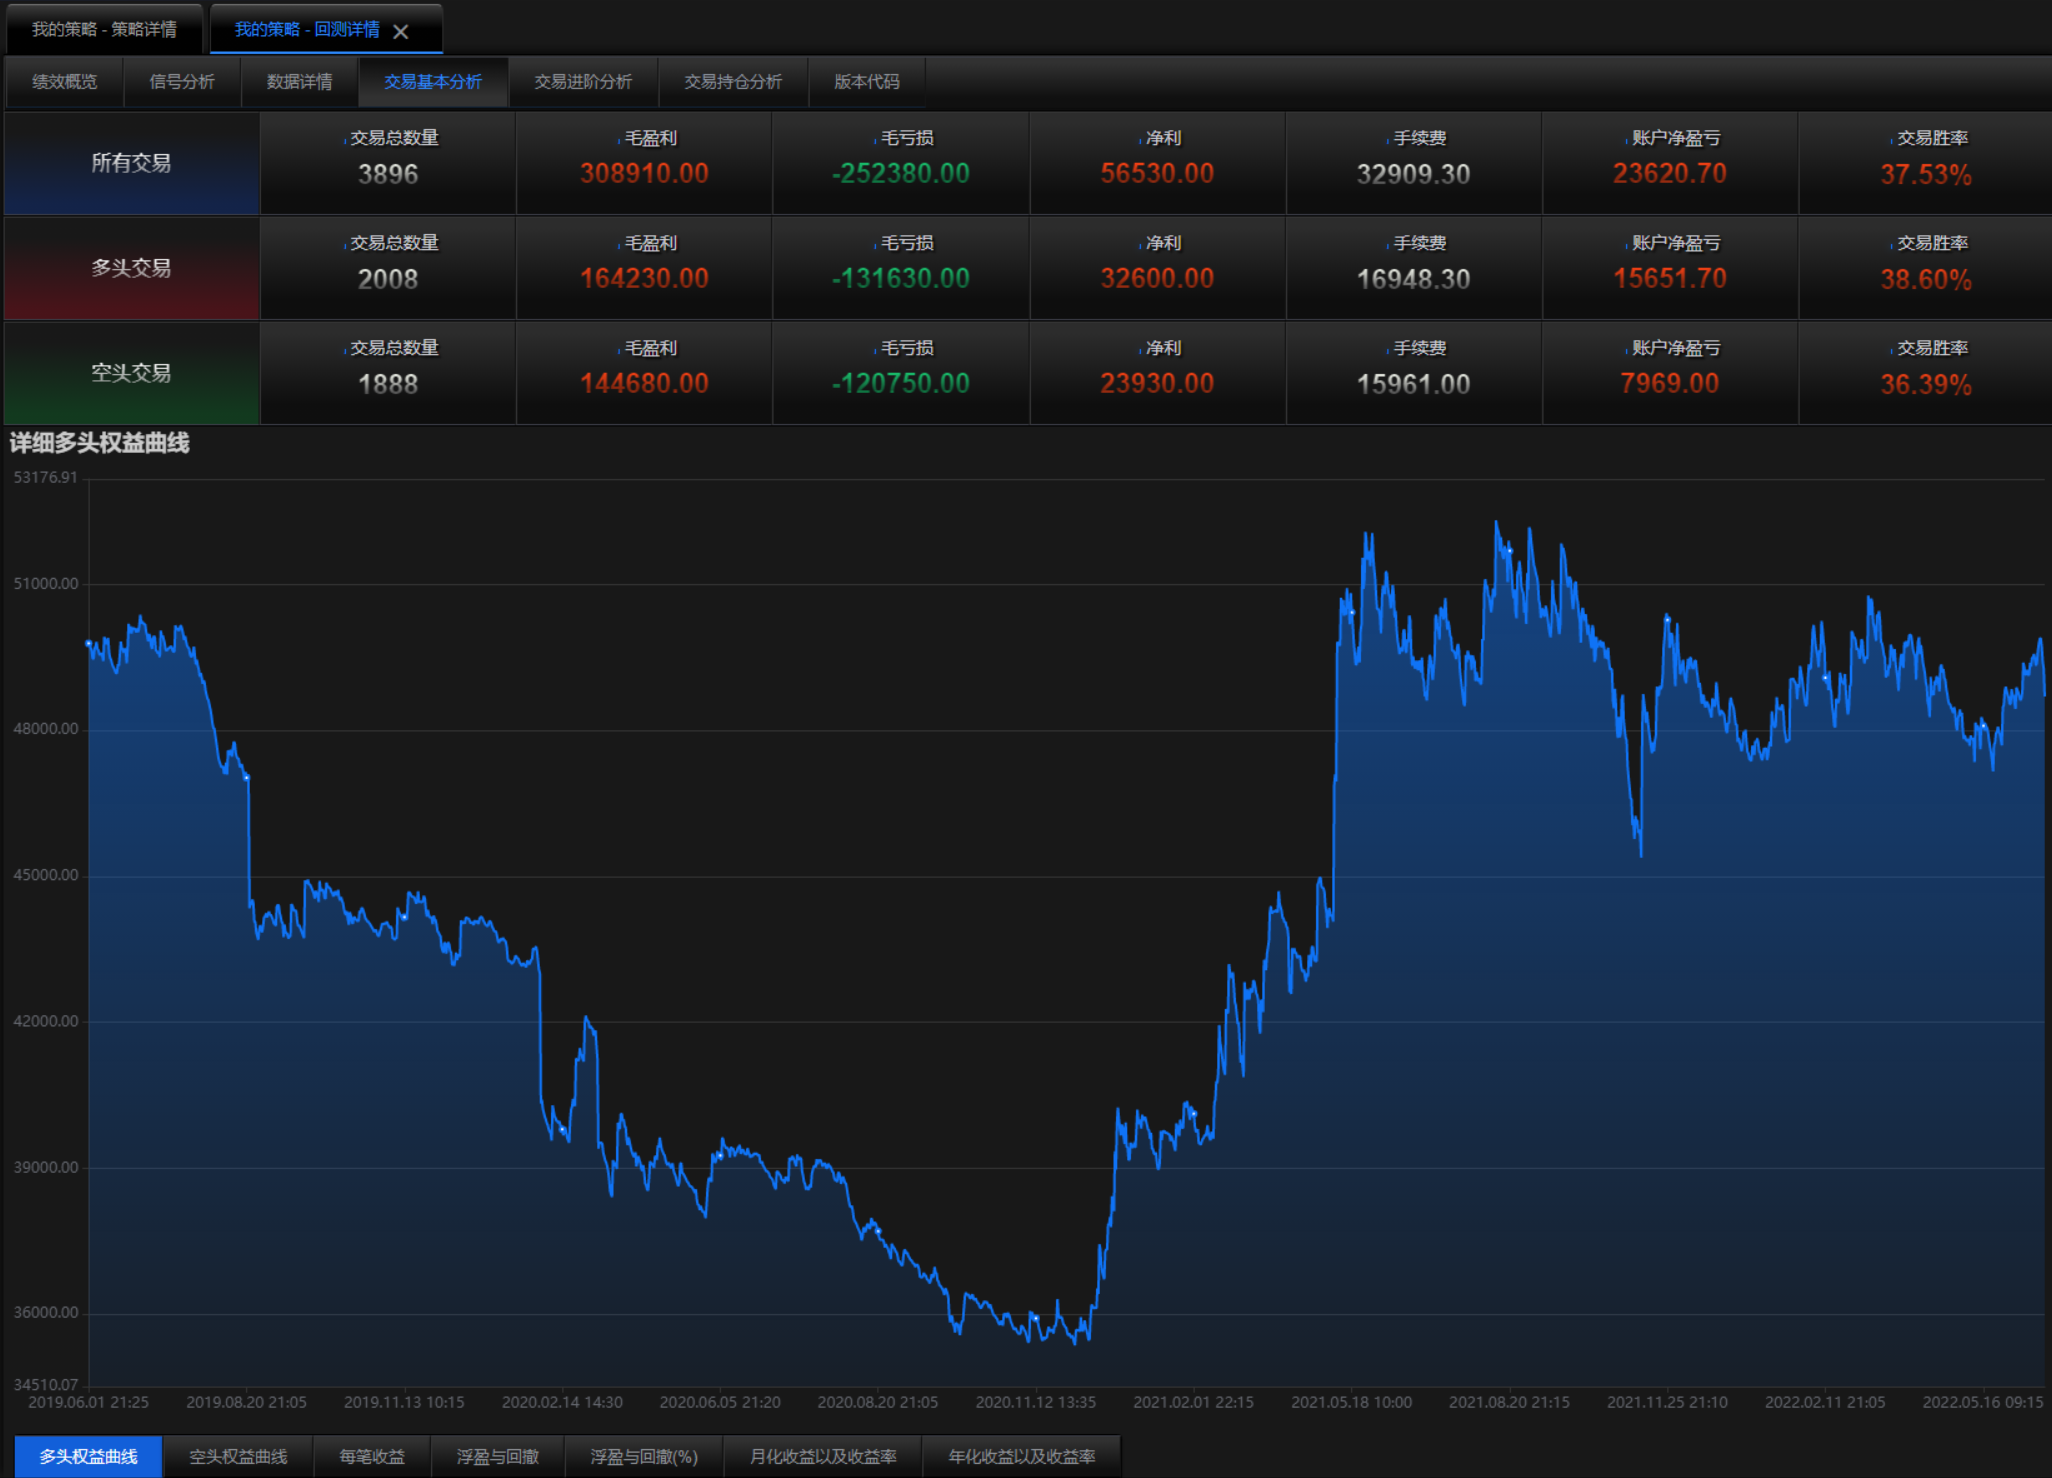 我的策略 - 策略详情 我的策略 - 回测详情
绩效概览 信号分析 数据详情 交易基本分析 交易进阶分析 交易持仓分析 版本代码
所有交易 交易总数量 毛盈利 毛亏损 净利 手续费 账户净盈亏 交易胜率
3896 308910.00 -252380.00 56530.00 32909.30 23620.70 37.53%
多头交易 交易总数量 毛盈利 毛亏损 净利 手续费 账户净盈亏 交易胜率
2008 164230.00 -131630.00 32600.00 16948.30 15651.70 38.60%
空头交易 交易总数量 毛盈利 毛亏损 净利 手续费 账户净盈亏 交易胜率
1888 144680.00 -120750.00 23930.00 15961.00 7969.00 36.39%
详细多头权益曲线
53176.91
51000.00
48000.00
45000.00
42000.00
39000.00
36000.00
34510.07
2019.06.01 21:25 2019.08.20 21:05 2019.11.13 10:15 2020.02.14 14:30 2020.06.05 21:20 2020.08.20 21:05 2020.11.12 13:35 2021.02.01 22:15 2021.05.18 10:00 2021.08.20 21:15 2021.11.25 21:10 2022.02.11 21:05 2022.05.16 09:15
多头权益曲线 空头权益曲线 每笔收益 浮盈与回撤 浮盈与回撤(%) 月化收益以及收益率 年化收益以及收益率